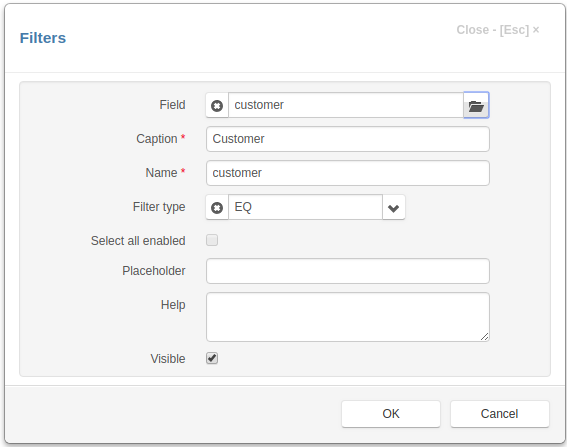 Filters
Close - [Esc] ×
Field customer
Caption * Customer
Name * customer
Filter type EQ
Select all enabled
Placeholder
Help
Visible
OK Cancel